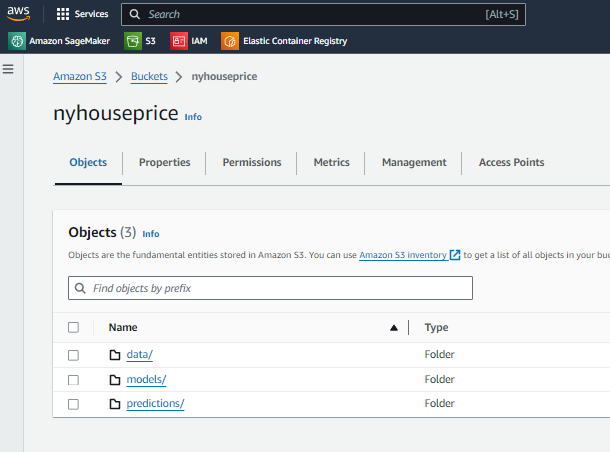 aws Services Search [Alt+S]
Amazon SageMaker S3 IAM Elastic Container Registry
Amazon S3 > Buckets > nyhouseprice
nyhouseprice Info
Objects Properties Permissions Metrics Management Access Points
Objects (3) Info
Objects are the fundamental entities stored in Amazon S3. You can use Amazon S3 inventory to get a list of all objects in your
Find objects by prefix
Name Type
data/ Folder
models/ Folder
predictions/ Folder